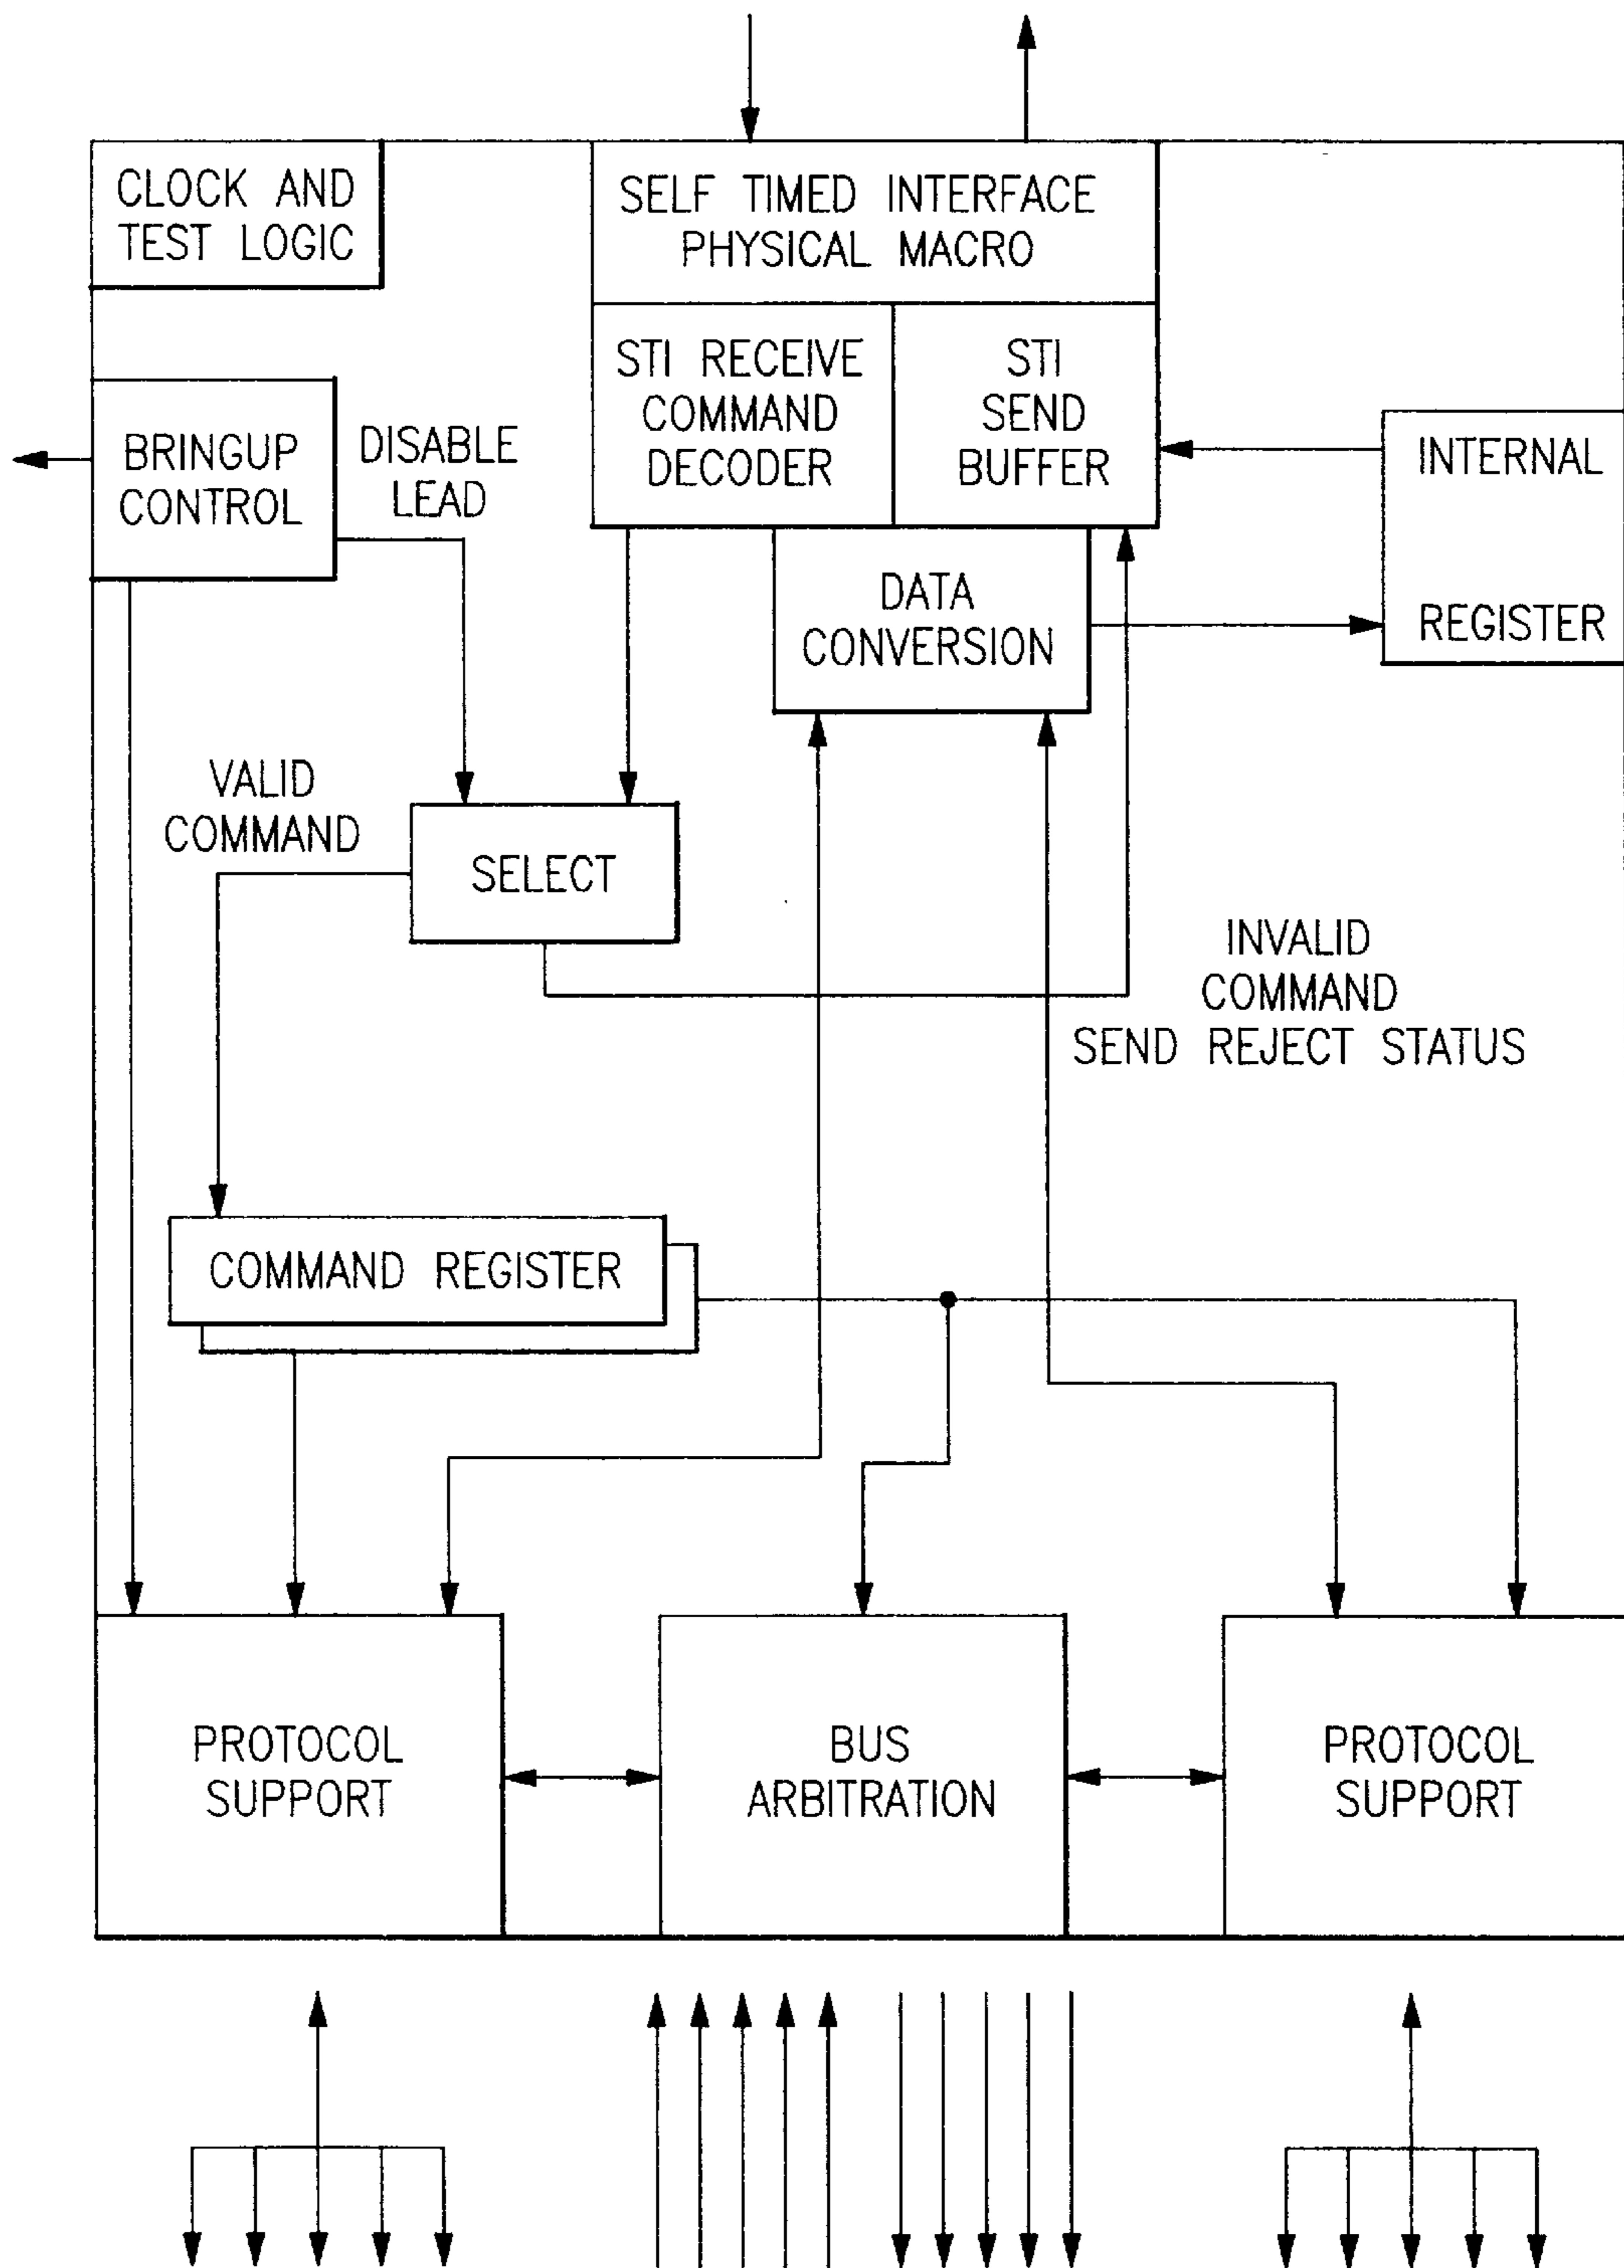 CLOCK AND
TEST LOGIC
SELF TIMED INTERFACE
PHYSICAL MACRO
STI RECEIVE
COMMAND
DECODER
STI
SEND
BUFFER
BRINGUP
CONTROL
DISABLE
LEAD
INTERNAL
REGISTER
DATA
CONVERSION
VALID
COMMAND
SELECT
INVALID
COMMAND
SEND REJECT STATUS
COMMAND REGISTER
PROTOCOL
SUPPORT
BUS
ARBITRATION
PROTOCOL
SUPPORT